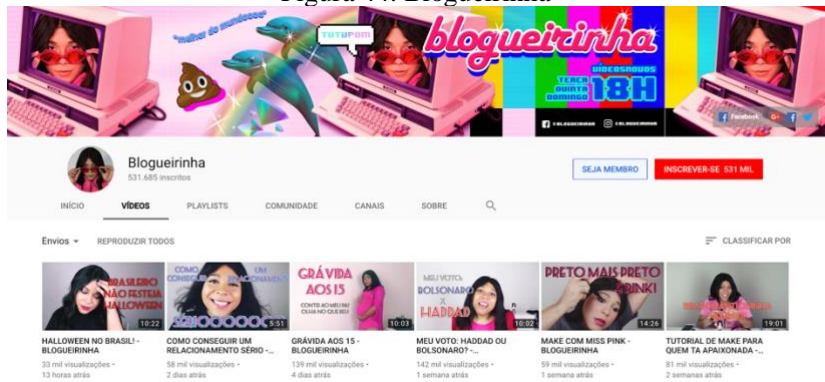 Figura 44: Blogueirinha
"melhor do mundooos"
TUTUPOM!
blogueirinha
VÍDEOSNOVOS
TERÇA
QUINTA
DOMINGO
18H
Facebook
G+
Blogueirinha
531.685 inscritos
SEJA MEMBRO
INSCREVER-SE 531 MIL
INÍCIO VÍDEOS PLAYLISTS COMUNIDADE CANAIS SOBRE
Envios REPRODUZIR TODOS
CLASSIFICAR POR
BRASILEIRO
NÃO FESTEJA
HALLOWEEN
10:22
COMO UM
CONSEGUIR RELACIONAMENTO
5:51
GRÁVIDA
AOS 15
10:03
MEU VOTO:
BOLSONARO
X
HADDAD
10:02
PRETO MAIS PRETO
14:26
19:01
HALLOWEEN NO BRASIL! -
BLOGUEIRINHA
33 mil visualizações •
13 horas atrás
COMO CONSEGUIR UM
RELACIONAMENTO SÉRIO -...
58 mil visualizações •
2 dias atrás
GRÁVIDA AOS 15 -
BLOGUEIRINHA
139 mil visualizações •
4 dias atrás
MEU VOTO: HADDAD OU
BOLSONARO? -...
142 mil visualizações •
1 semana atrás
MAKE COM MISS PINK -
BLOGUEIRINHA
59 mil visualizações •
1 semana atrás
TUTORIAL DE MAKE PARA
QUEM TA APAIXONADA -...
81 mil visualizações •
2 semanas atrás